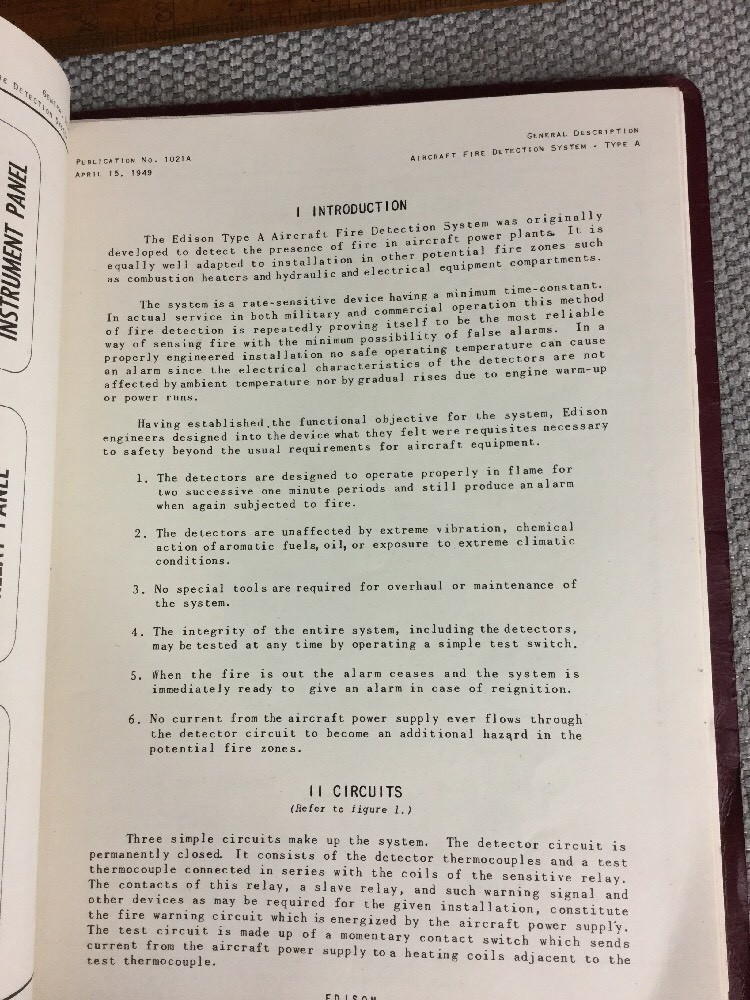 GENERAL
FIRE DETECTION SYSTEM
INSTRUMENT PANEL
PANEL
PUBLICATION No. 1021A
APRIL 15, 1949
GENERAL DESCRIPTION
AIRCRAFT FIRE DETECTION SYSTEM - TYPE A
I INTRODUCTION
The Edison Type A Aircraft Fire Detection System was originally
developed to detect the presence of fire in aircraft power plants. It is
equally well adapted to installation in other potential fire zones such
as combustion heaters and hydraulic and electrical equipment compartments.
The system is a rate-sensitive device having a minimum time-constant.
In actual service in both military and commercial operation this method
of fire detection is repeatedly proving itself to be the most reliable
way of sensing fire with the minimum possibility of false alarms. In a
properly engineered installation no safe operating temperature can cause
an alarm since the electrical characteristics of the detectors are not
affected by ambient temperature nor by gradual rises due to engine warm-up
or power runs.
Having established the functional objective for the system, Edison
engineers designed into the device what they felt were requisites necessary
to safety beyond the usual requirements for aircraft equipment.
1. The detectors are designed to operate properly in flame for
two successive one minute periods and still produce an alarm
when again subjected to fire.
2. The detectors are unaffected by extreme vibration, chemical
action of aromatic fuels, oil, or exposure to extreme climatic
conditions.
3. No special tools are required for overhaul or maintenance of
the system.
4. The integrity of the entire system, including the detectors,
may be tested at any time by operating a simple test switch.
5. When the fire is out the alarm ceases and the system is
immediately ready to give an alarm in case of reignition.
6. No current from the aircraft power supply ever flows through
the detector circuit to become an additional hazard in the
potential fire zones.
II CIRCUITS
(Refer to figure 1.)
Three simple circuits make up the system. The detector circuit is
permanently closed. It consists of the detector thermocouples and a test
thermocouple connected in series with the coils of the sensitive relay.
The contacts of this relay, a slave relay, and such warning signal and
other devices as may be required for the given installation, constitute
the fire warning circuit which is energized by the aircraft power supply.
The test circuit is made up of a momentary contact switch which sends
current from the aircraft power supply to a heating coils adjacent to the
test thermocouple.
EDISON